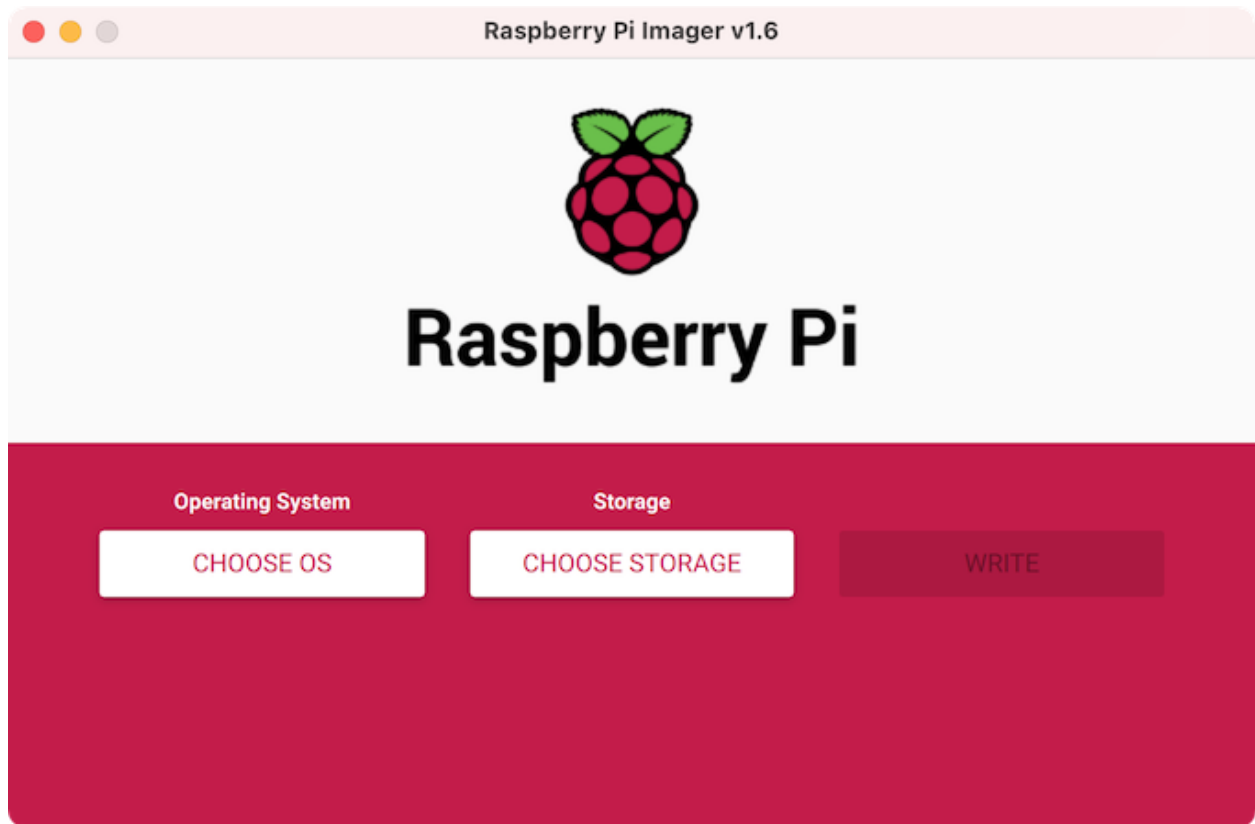 Raspberry Pi Imager v1.6
Raspberry Pi
Operating System
Storage
CHOOSE OS
CHOOSE STORAGE
WRITE